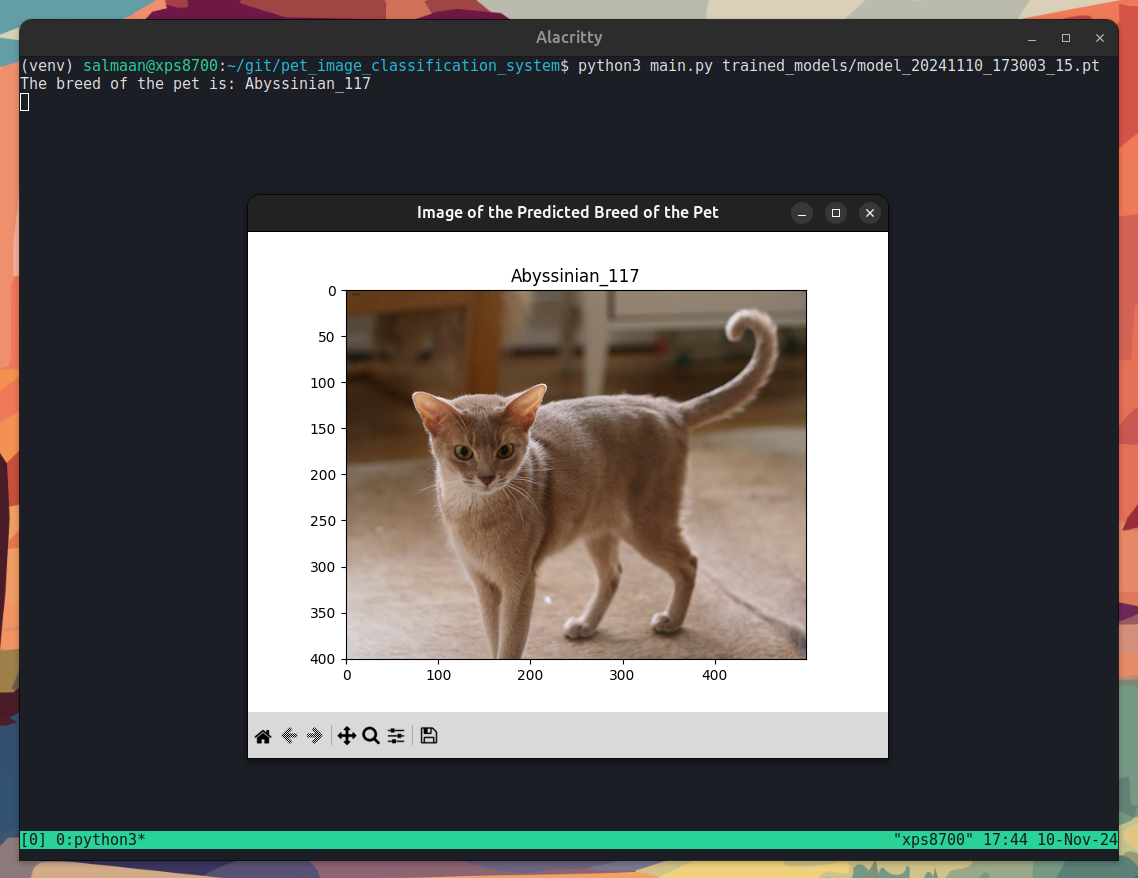 Alacritty
(venv) salmaan@xps8700:~/git/pet_image_classification_system$ python3 main.py trained_models/model_20241110_173003_15.pt
The breed of the pet is: Abyssinian_117
Image of the Predicted Breed of the Pet
Abyssinian_117
0
50
100
150
200
250
300
350
400
0 100 200 300 400
[0] 0:python3* "xps8700" 17:44 10-Nov-24